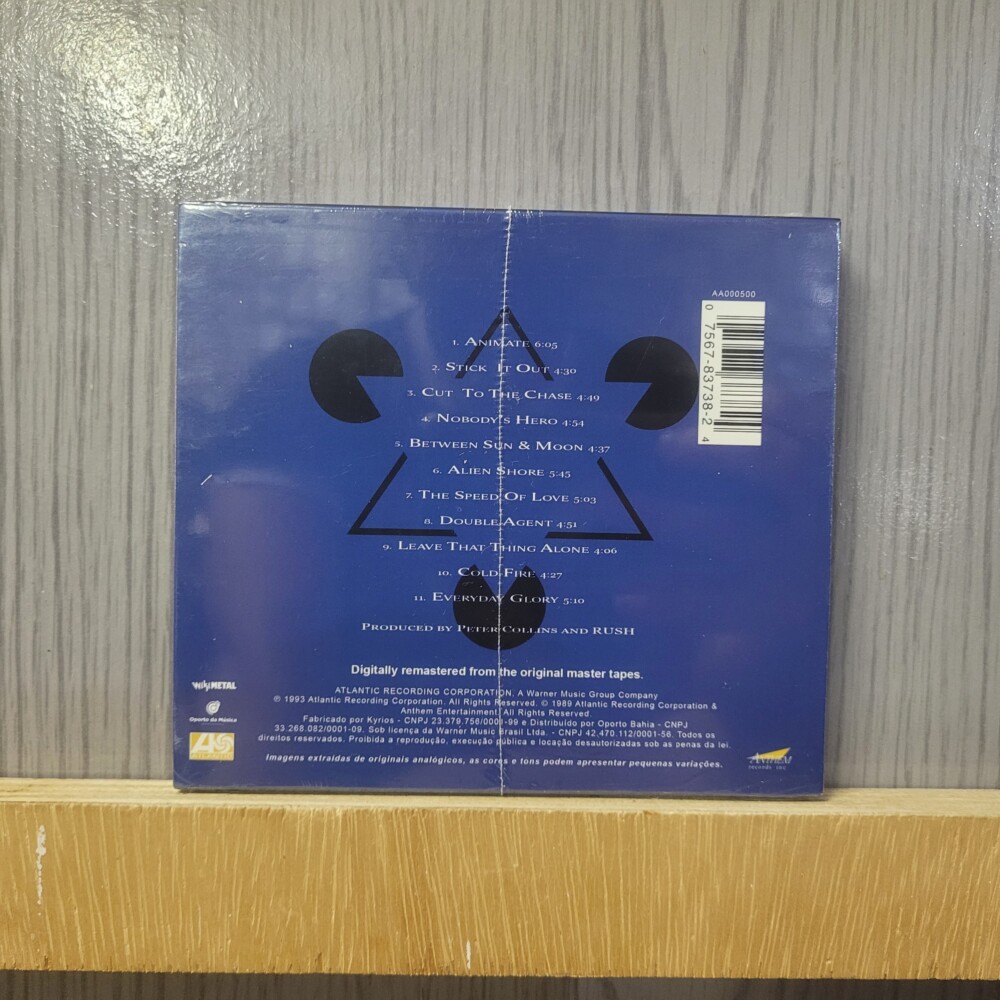 AA000500
0 7567-83738-2 4
1. Animate 6:05
2. Stick It Out 4:30
3. Cut To The Chase 4:49
4. Nobody's Hero 4:54
5. Between Sun & Moon 4:37
6. Alien Shore 5:45
7. The Speed Of Love 5:03
8. Double Agent 4:51
9. Leave That Thing Alone 4:06
10. Cold Fire 4:27
11. Everyday Glory 5:10
Produced by Peter Collins and RUSH
Digitally remastered from the original master tapes.
ATLANTIC RECORDING CORPORATION, A Warner Music Group Company
℗ 1993 Atlantic Recording Corporation. All Rights Reserved. © 1989 Atlantic Recording Corporation &
Anthem Entertainment. All Rights Reserved.
Fabricado por Kyrios - CNPJ 23.379.756/0001-99 e Distribuído por Oporto Bahia - CNPJ
33.268.082/0001-09. Sob licença da Warner Music Brasil Ltda. - CNPJ 42.470.112/0001-56. Todos os
direitos reservados. Proibida a reprodução, execução pública e locação desautorizadas sob as penas da lei.
Imagens extraídas de originais analógicos, as cores e tons podem apresentar pequenas variações.
WikiMETAL
Oporto da Música
ATLANTIC
Anthem
records inc